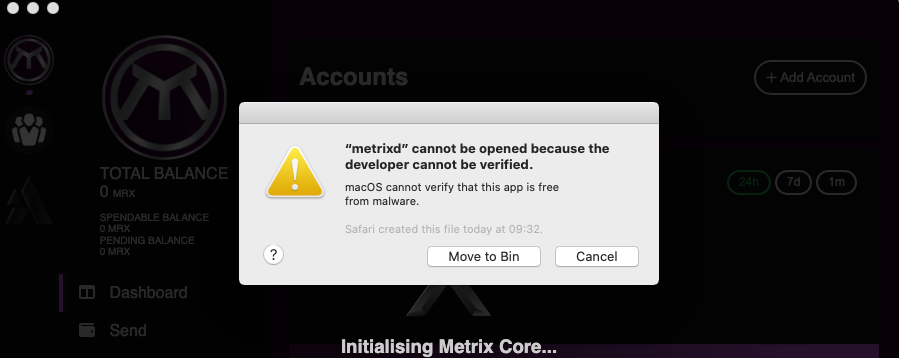 Accounts
+ Add Account
TOTAL BALANCE
0 MRX
SPENDABLE BALANCE
0 MRX
PENDING BALANCE
0 MRX
Dashboard
Send
24h
7d
1m
“metrixd” cannot be opened because the
developer cannot be verified.
macOS cannot verify that this app is free
from malware.
Safari created this file today at 09:32.
?
Move to Bin
Cancel
Initialising Metrix Core...